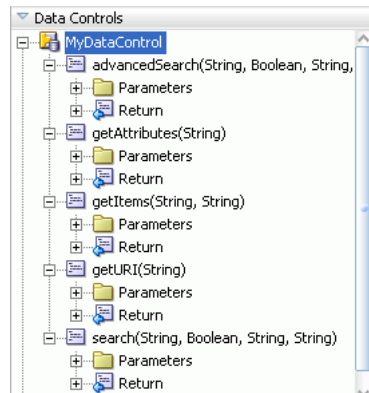 Data Controls
MyDataControl
advancedSearch(String, Boolean, String,
Parameters
Return
getAttributes(String)
Parameters
Return
getItems(String, String)
Parameters
Return
getURI(String)
Parameters
Return
search(String, Boolean, String, String)
Parameters
Return